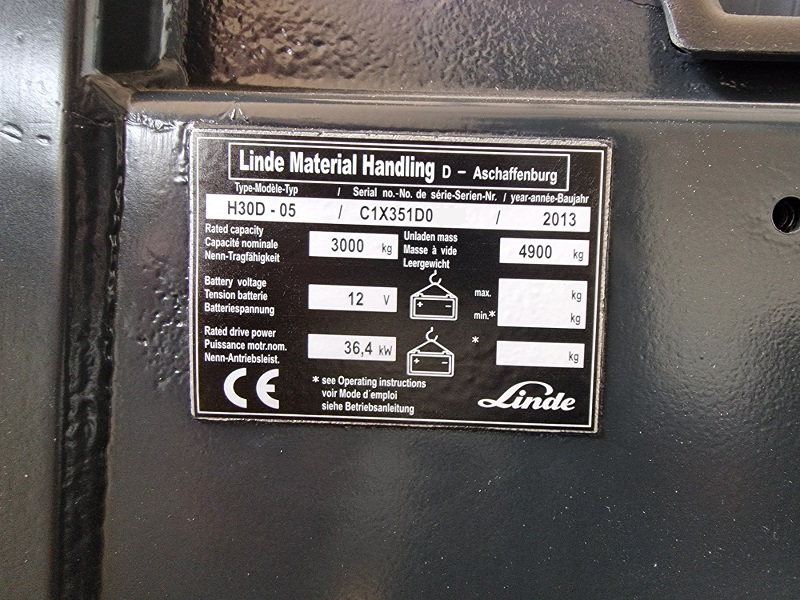 Linde Material Handling D - Aschaffenburg
Type-Modèle-Typ / Serial no.-No. de série-Serien-Nr. / year-année-Baujahr
H30D - 05 / C1X351D0 / 2013
Rated capacity
Capacité nominale
Nenn-Tragfähigkeit
3000 kg
Unladen mass
Masse à vide
Leergewicht
4900 kg
Battery voltage
Tension batterie
Batteriespannung
12 V
+ -
max. kg
min.* kg
Rated drive power
Puissance motr.nom.
Nenn-Antriebsleist.
36,4 kW
+ -
* kg
CE
* see Operating instructions
voir Mode d´emploi
siehe Betriebsanleitung
Linde